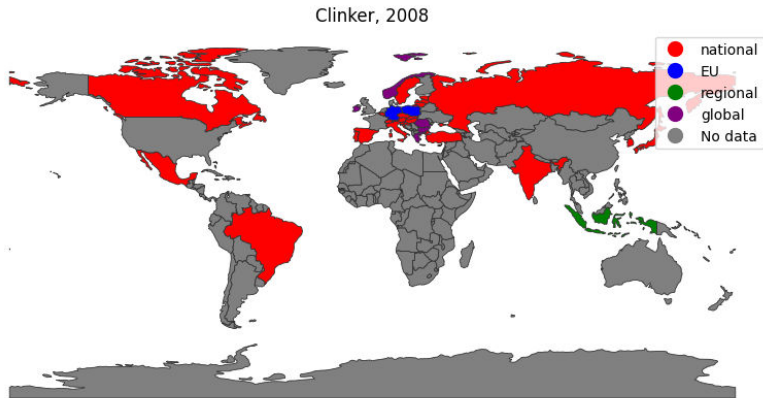 Clinker, 2008
national
EU
regional
global
No data